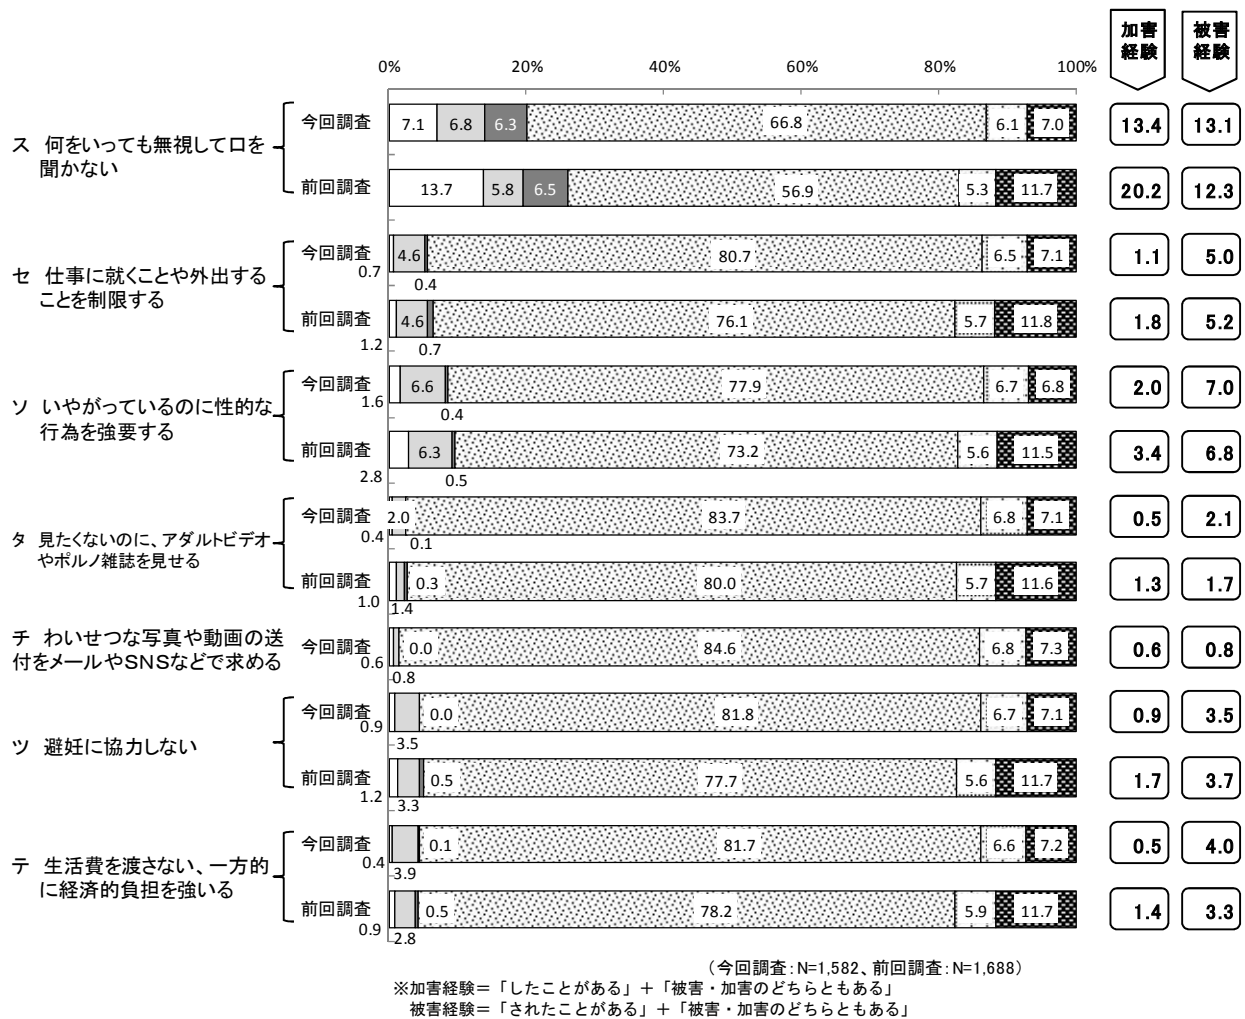 加害
経験
被害
経験
0% 20% 40% 60% 80% 100%
ス 何をいっても無視して口を
聞かない
今回調査 7.1 6.8 6.3 66.8 6.1 7.0 13.4 13.1
前回調査 13.7 5.8 6.5 56.9 5.3 11.7 20.2 12.3
セ 仕事に就くことや外出する
ことを制限する
今回調査 0.7 4.6 0.4 80.7 6.5 7.1 1.1 5.0
前回調査 1.2 4.6 0.7 76.1 5.7 11.8 1.8 5.2
ソ いやがっているのに性的な
行為を強要する
今回調査 1.6 6.6 0.4 77.9 6.7 6.8 2.0 7.0
前回調査 2.8 6.3 0.5 73.2 5.6 11.5 3.4 6.8
タ 見たくないのに、アダルトビデオ
やポルノ雑誌を見せる
今回調査 0.4 2.0 0.1 83.7 6.8 7.1 0.5 2.1
前回調査 1.0 1.4 0.3 80.0 5.7 11.6 1.3 1.7
チ わいせつな写真や動画の送
付をメールやSNSなどで求める
今回調査 0.6 0.8 0.0 84.6 6.8 7.3 0.6 0.8
ツ 避妊に協力しない
今回調査 0.9 3.5 0.0 81.8 6.7 7.1 0.9 3.5
前回調査 1.2 3.3 0.5 77.7 5.6 11.7 1.7 3.7
テ 生活費を渡さない、一方的
に経済的負担を強いる
今回調査 0.4 3.9 0.1 81.7 6.6 7.2 0.5 4.0
前回調査 0.9 2.8 0.5 78.2 5.9 11.7 1.4 3.3
（今回調査：N=1,582、前回調査：N=1,688）
※加害経験＝「したことがある」＋「被害・加害のどちらともある」
被害経験＝「されたことがある」＋「被害・加害のどちらともある」